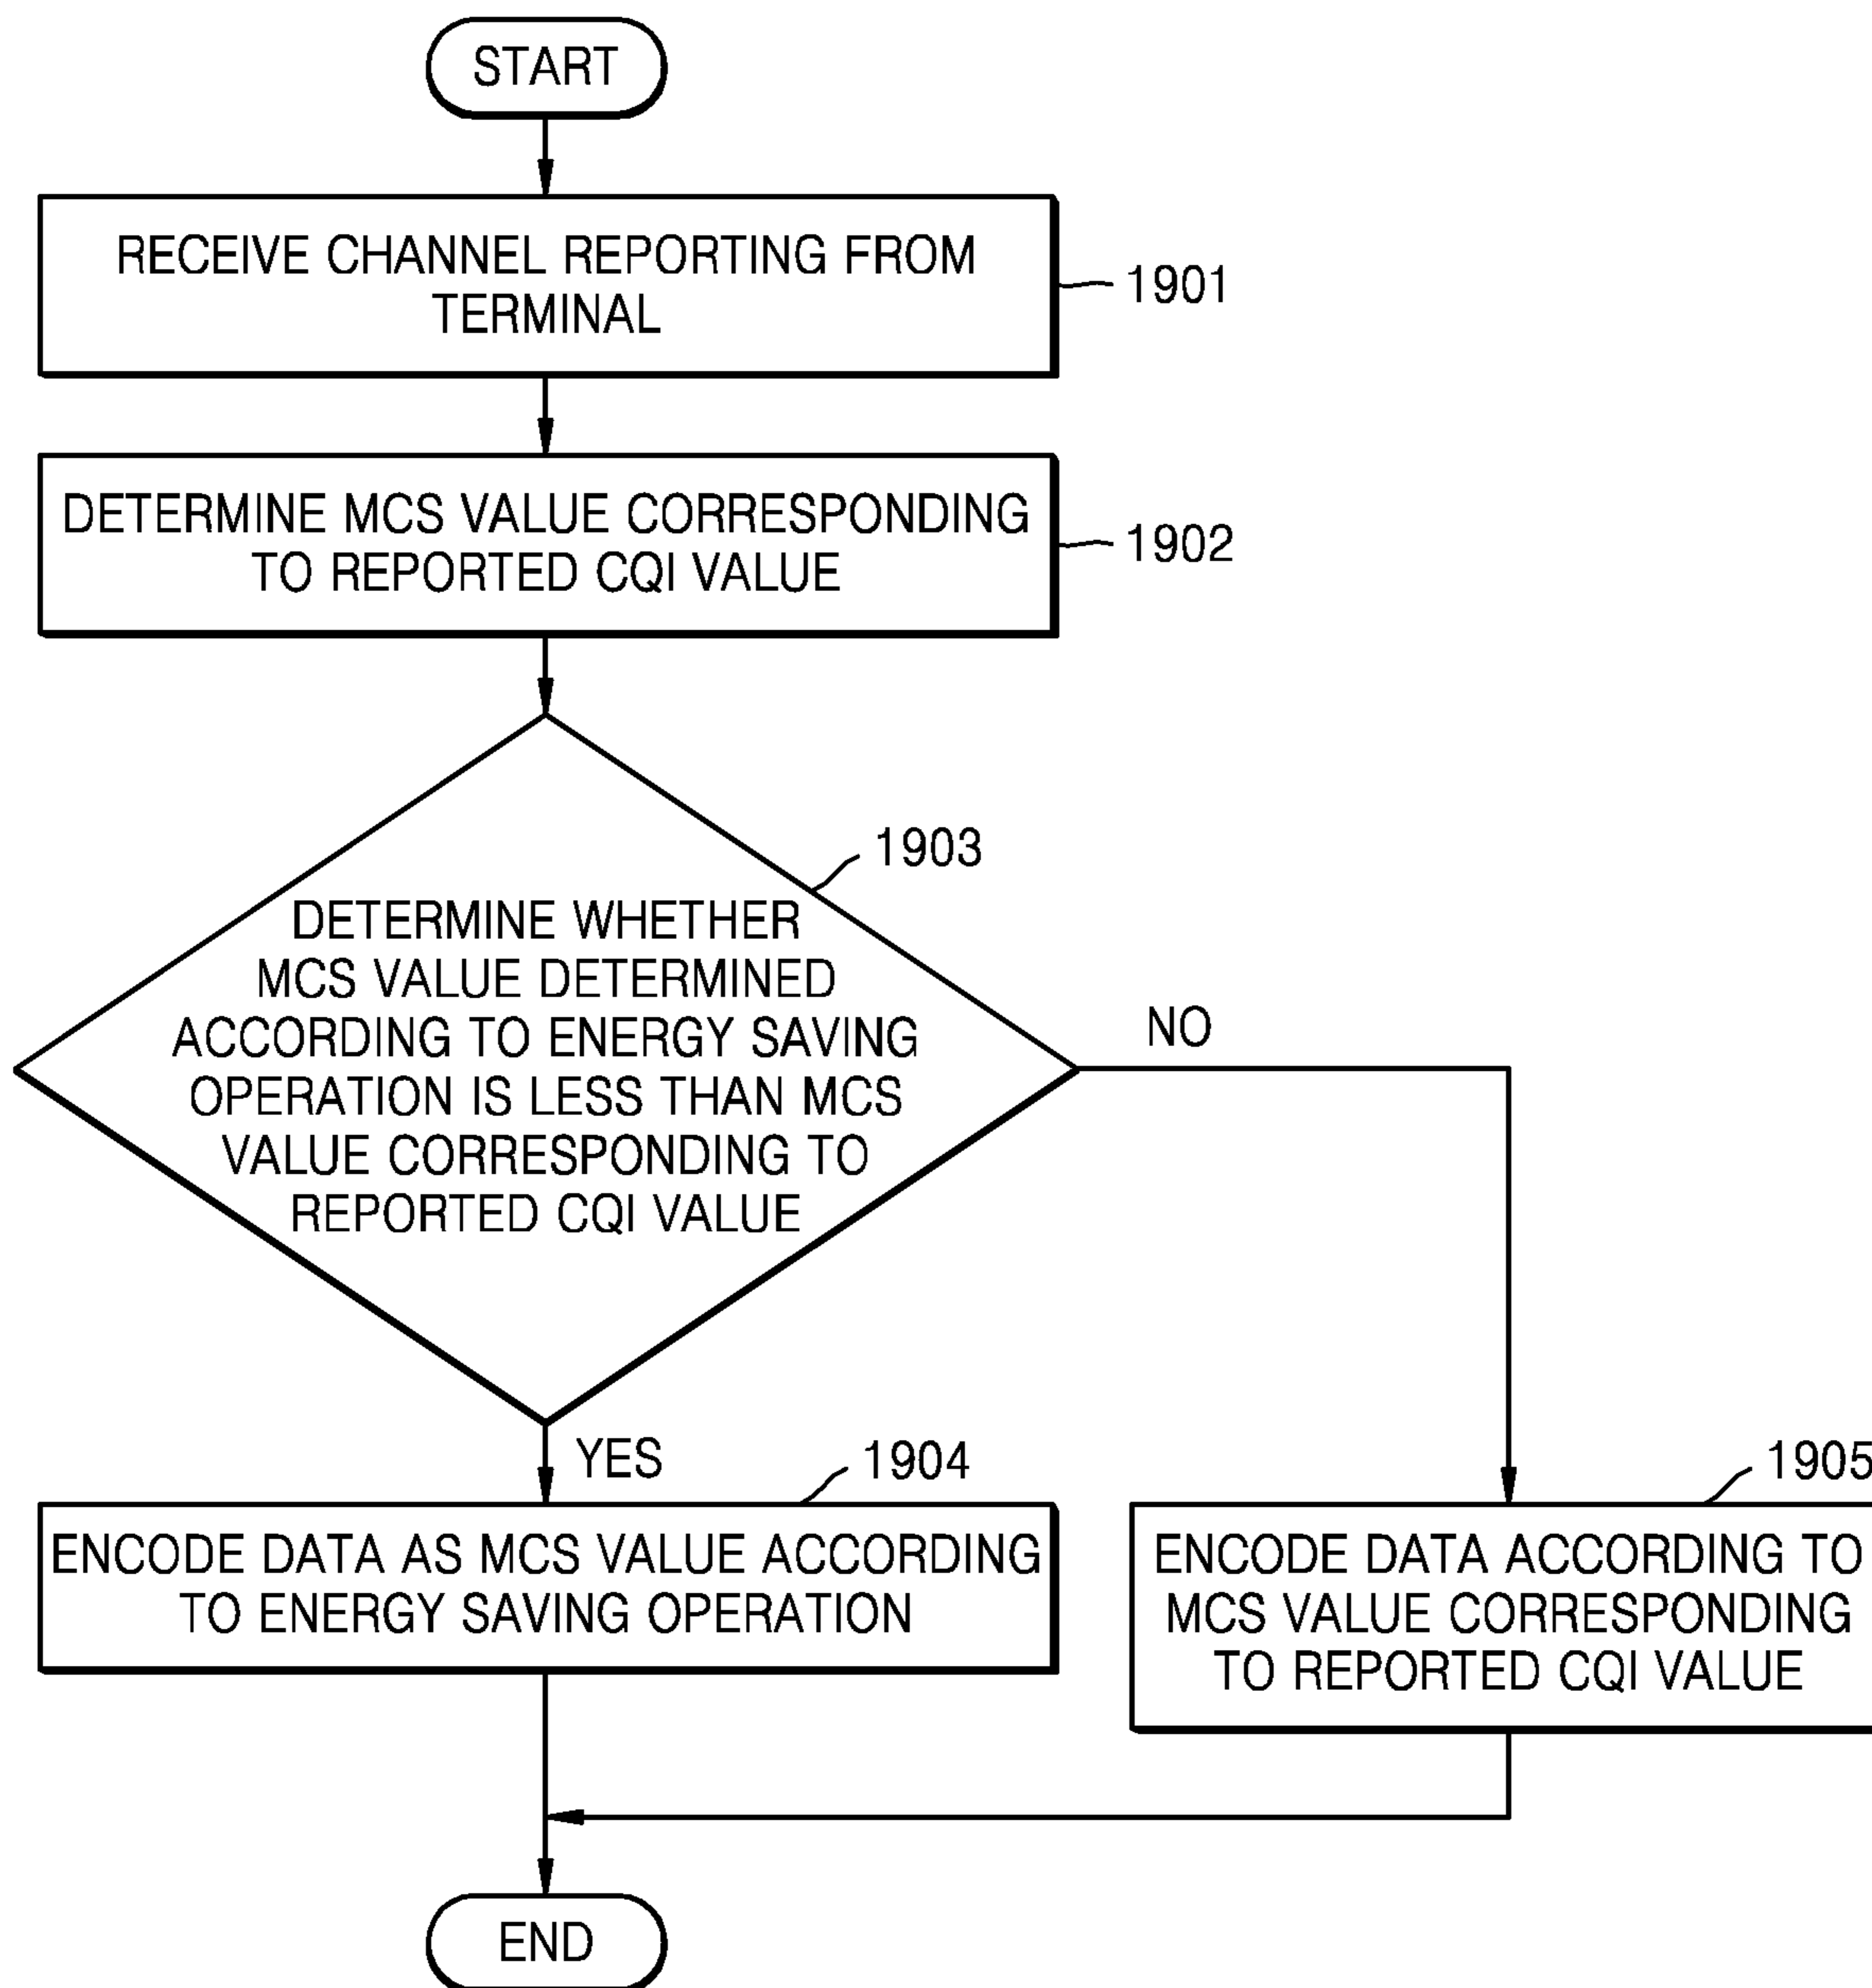 START
RECEIVE CHANNEL REPORTING FROM
TERMINAL
1901
DETERMINE MCS VALUE CORRESPONDING
TO REPORTED CQI VALUE
1902
1903
DETERMINE WHETHER
MCS VALUE DETERMINED
ACCORDING TO ENERGY SAVING
OPERATION IS LESS THAN MCS
VALUE CORRESPONDING TO
REPORTED CQI VALUE
NO
YES
1904
1905
ENCODE DATA AS MCS VALUE ACCORDING
TO ENERGY SAVING OPERATION
ENCODE DATA ACCORDING TO
MCS VALUE CORRESPONDING
TO REPORTED CQI VALUE
END